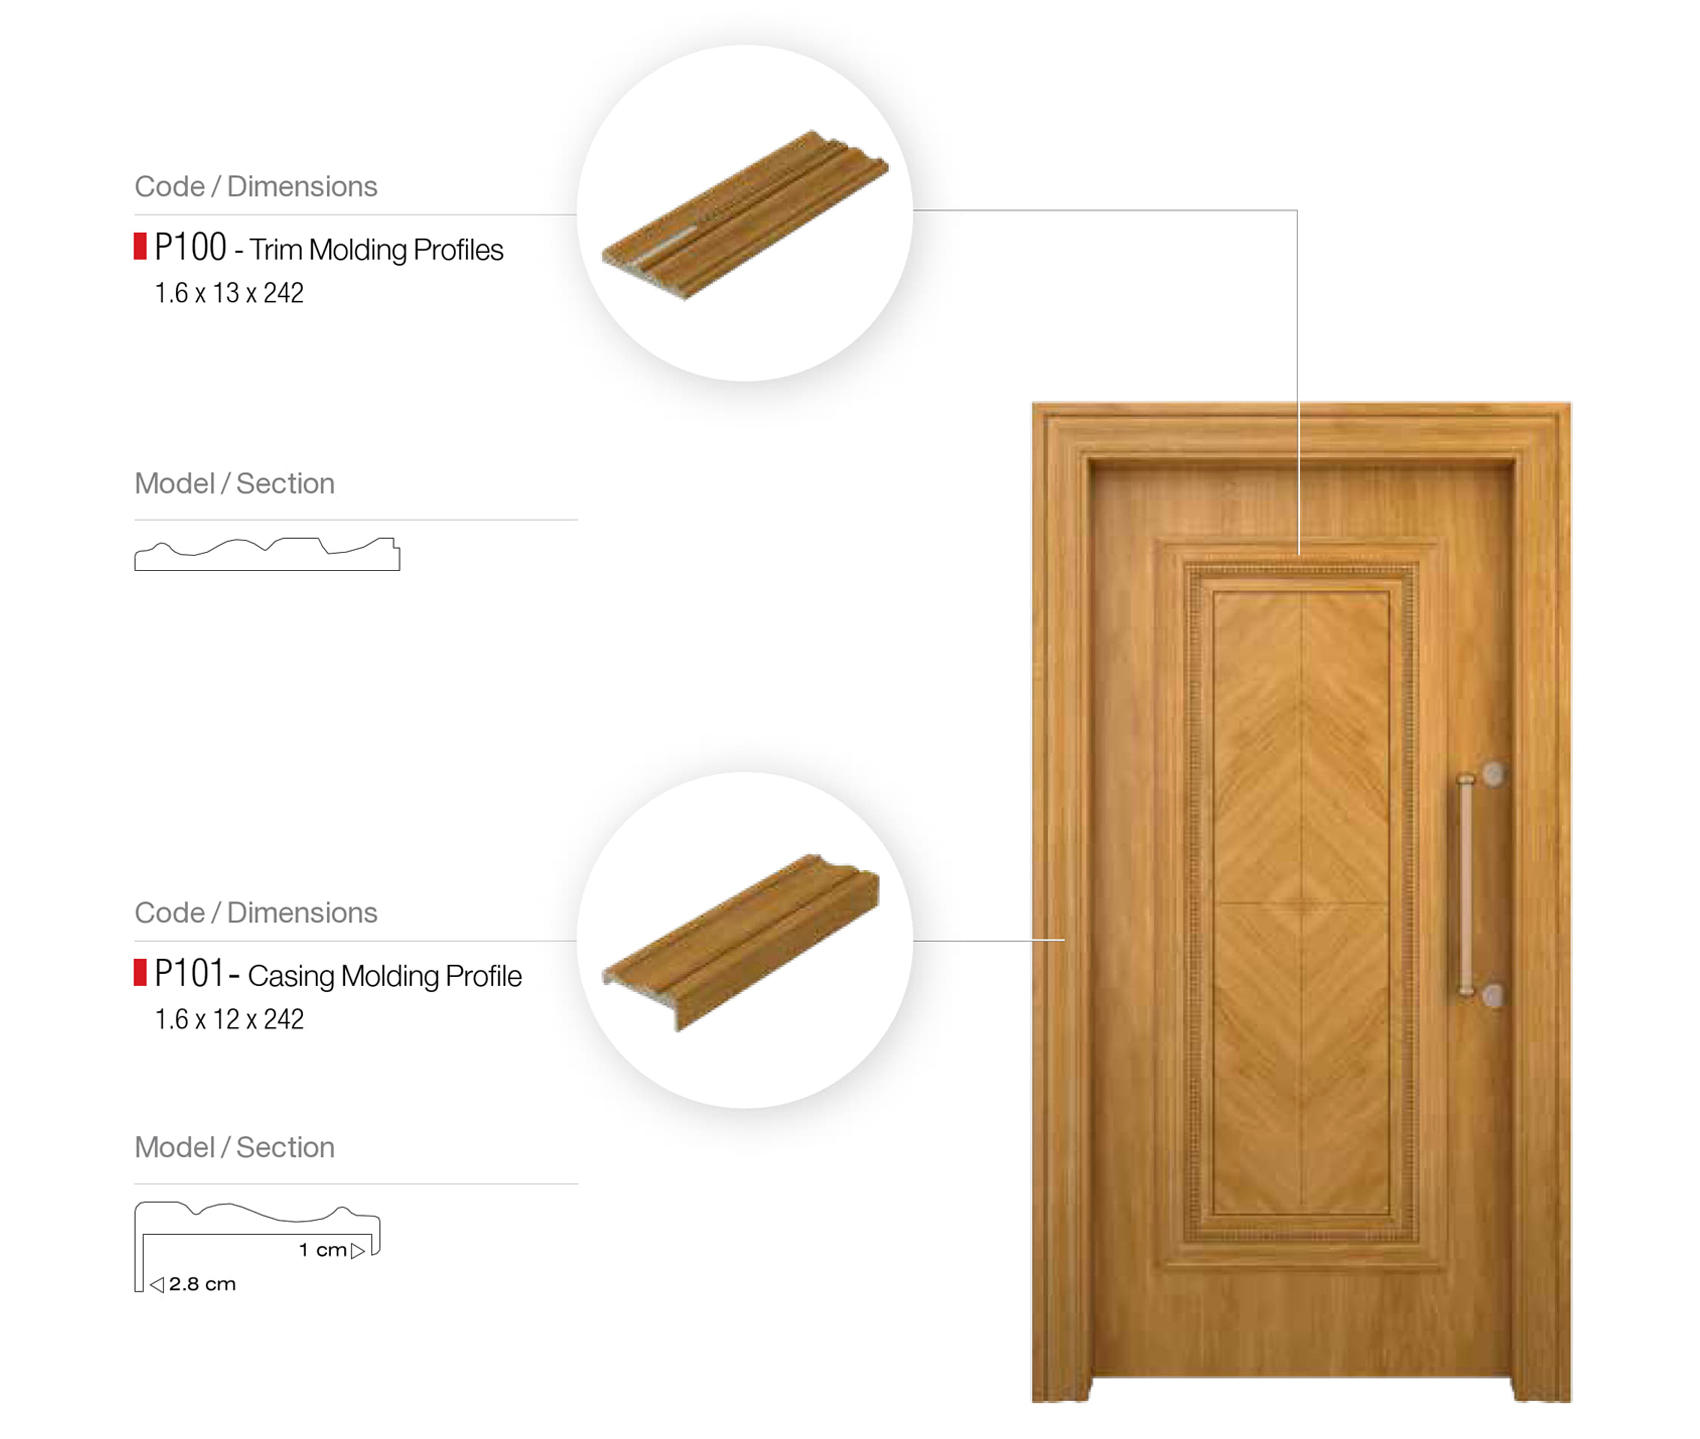 Code / Dimensions
P100 - Trim Molding Profiles
1.6 x 13 x 242
Model / Section
Code / Dimensions
P101- Casing Molding Profile
1.6 x 12 x 242
Model / Section
1 cm
2.8 cm